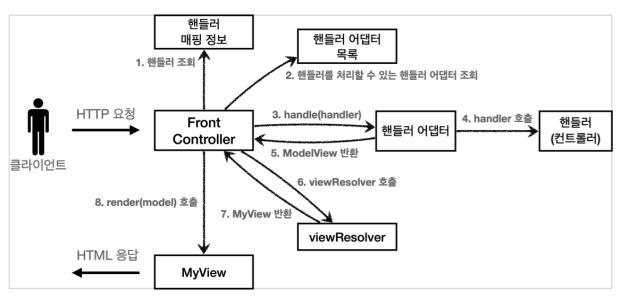 핸들러
매핑 정보
핸들러 어댑터
목록
1. 핸들러 조회
2. 핸들러를 처리할 수 있는 핸들러 어댑터 조회
HTTP 요청
클라이언트
Front
Controller
3. handle(handler)
핸들러 어댑터
4. handler 호출
핸들러
(컨트롤러)
5. ModelView 반환
6. viewResolver 호출
7. MyView 반환
8. render(model) 호출
viewResolver
HTML 응답
MyView